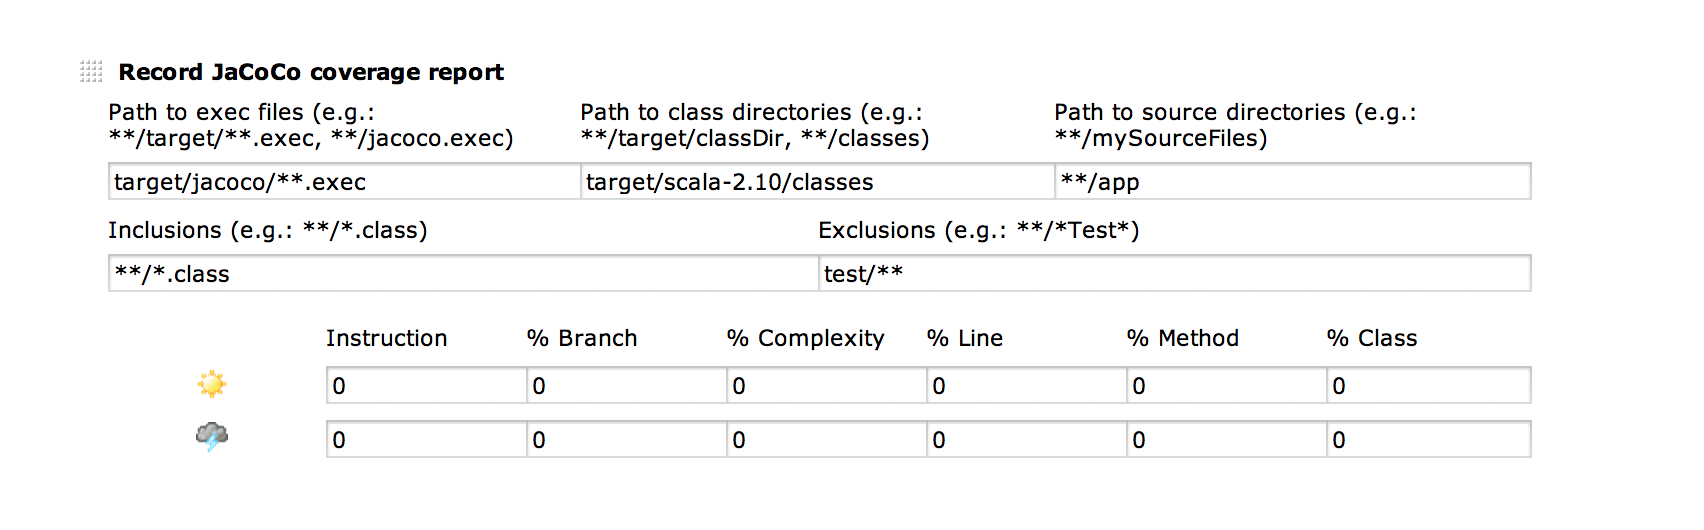 Record JaCoCo coverage report
Path to exec files (e.g.: **/target/**.exec, **/jacoco.exec)
Path to class directories (e.g.: **/target/classDir, **/classes)
Path to source directories (e.g.: **/mySourceFiles)
target/jacoco/**.exec target/scala-2.10/classes **/app
Inclusions (e.g.: **/*.class) Exclusions (e.g.: **/*Test*)
**/*.class test/**
Instruction % Branch % Complexity % Line % Method % Class
0 0 0 0 0 0
0 0 0 0 0 0